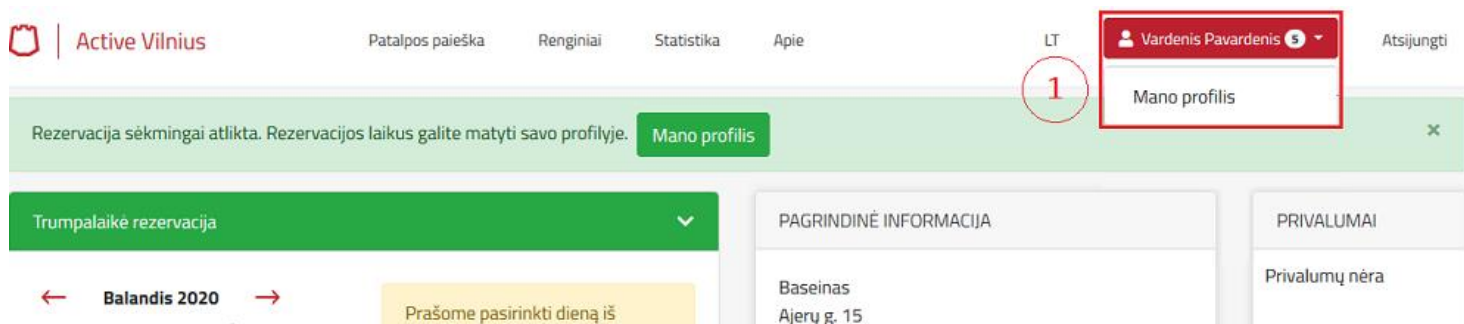 Active Vilnius
Patalpos paieška
Renginiai
Statistika
Apie
LT
Vardenis Pavardenis 5
Atsijungti
1
Mano profilis
Rezervacija sėkmingai atlikta. Rezervacijos laikus galite matyti savo profilyje. Mano profilis ×
Trumpalaikė rezervacija
PAGRINDINĖ INFORMACIJA
PRIVALUMAI
← Balandis 2020 →
Prašome pasirinkti dieną iš
Baseinas
Ajerų g. 15
Privalumų nėra